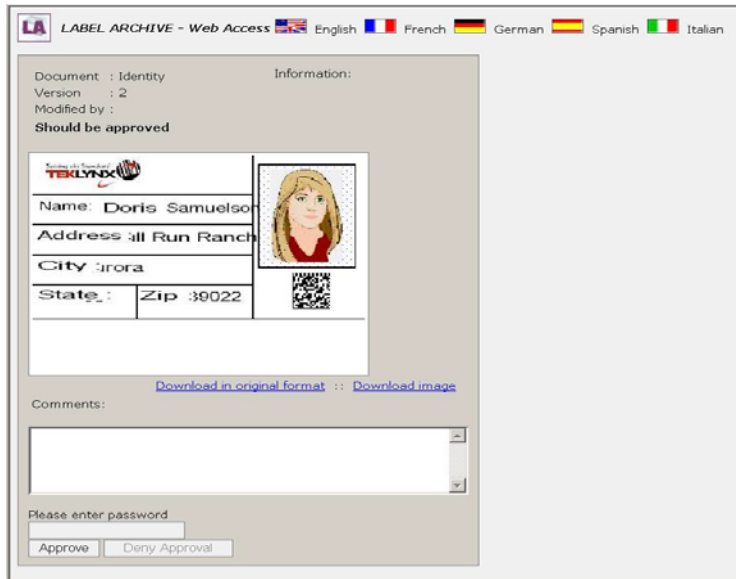 LA LABEL ARCHIVE - Web Access English French German Spanish Italian
Document : Identity
Information:
Version : 2
Modified by :
Should be approved
TEKLYNX
Name: Doris Samuelson
Address :ill Run Ranch
City :rora
State : Zip :39022
Download in original format :: Download image
Comments:
Please enter password
Approve Deny Approval